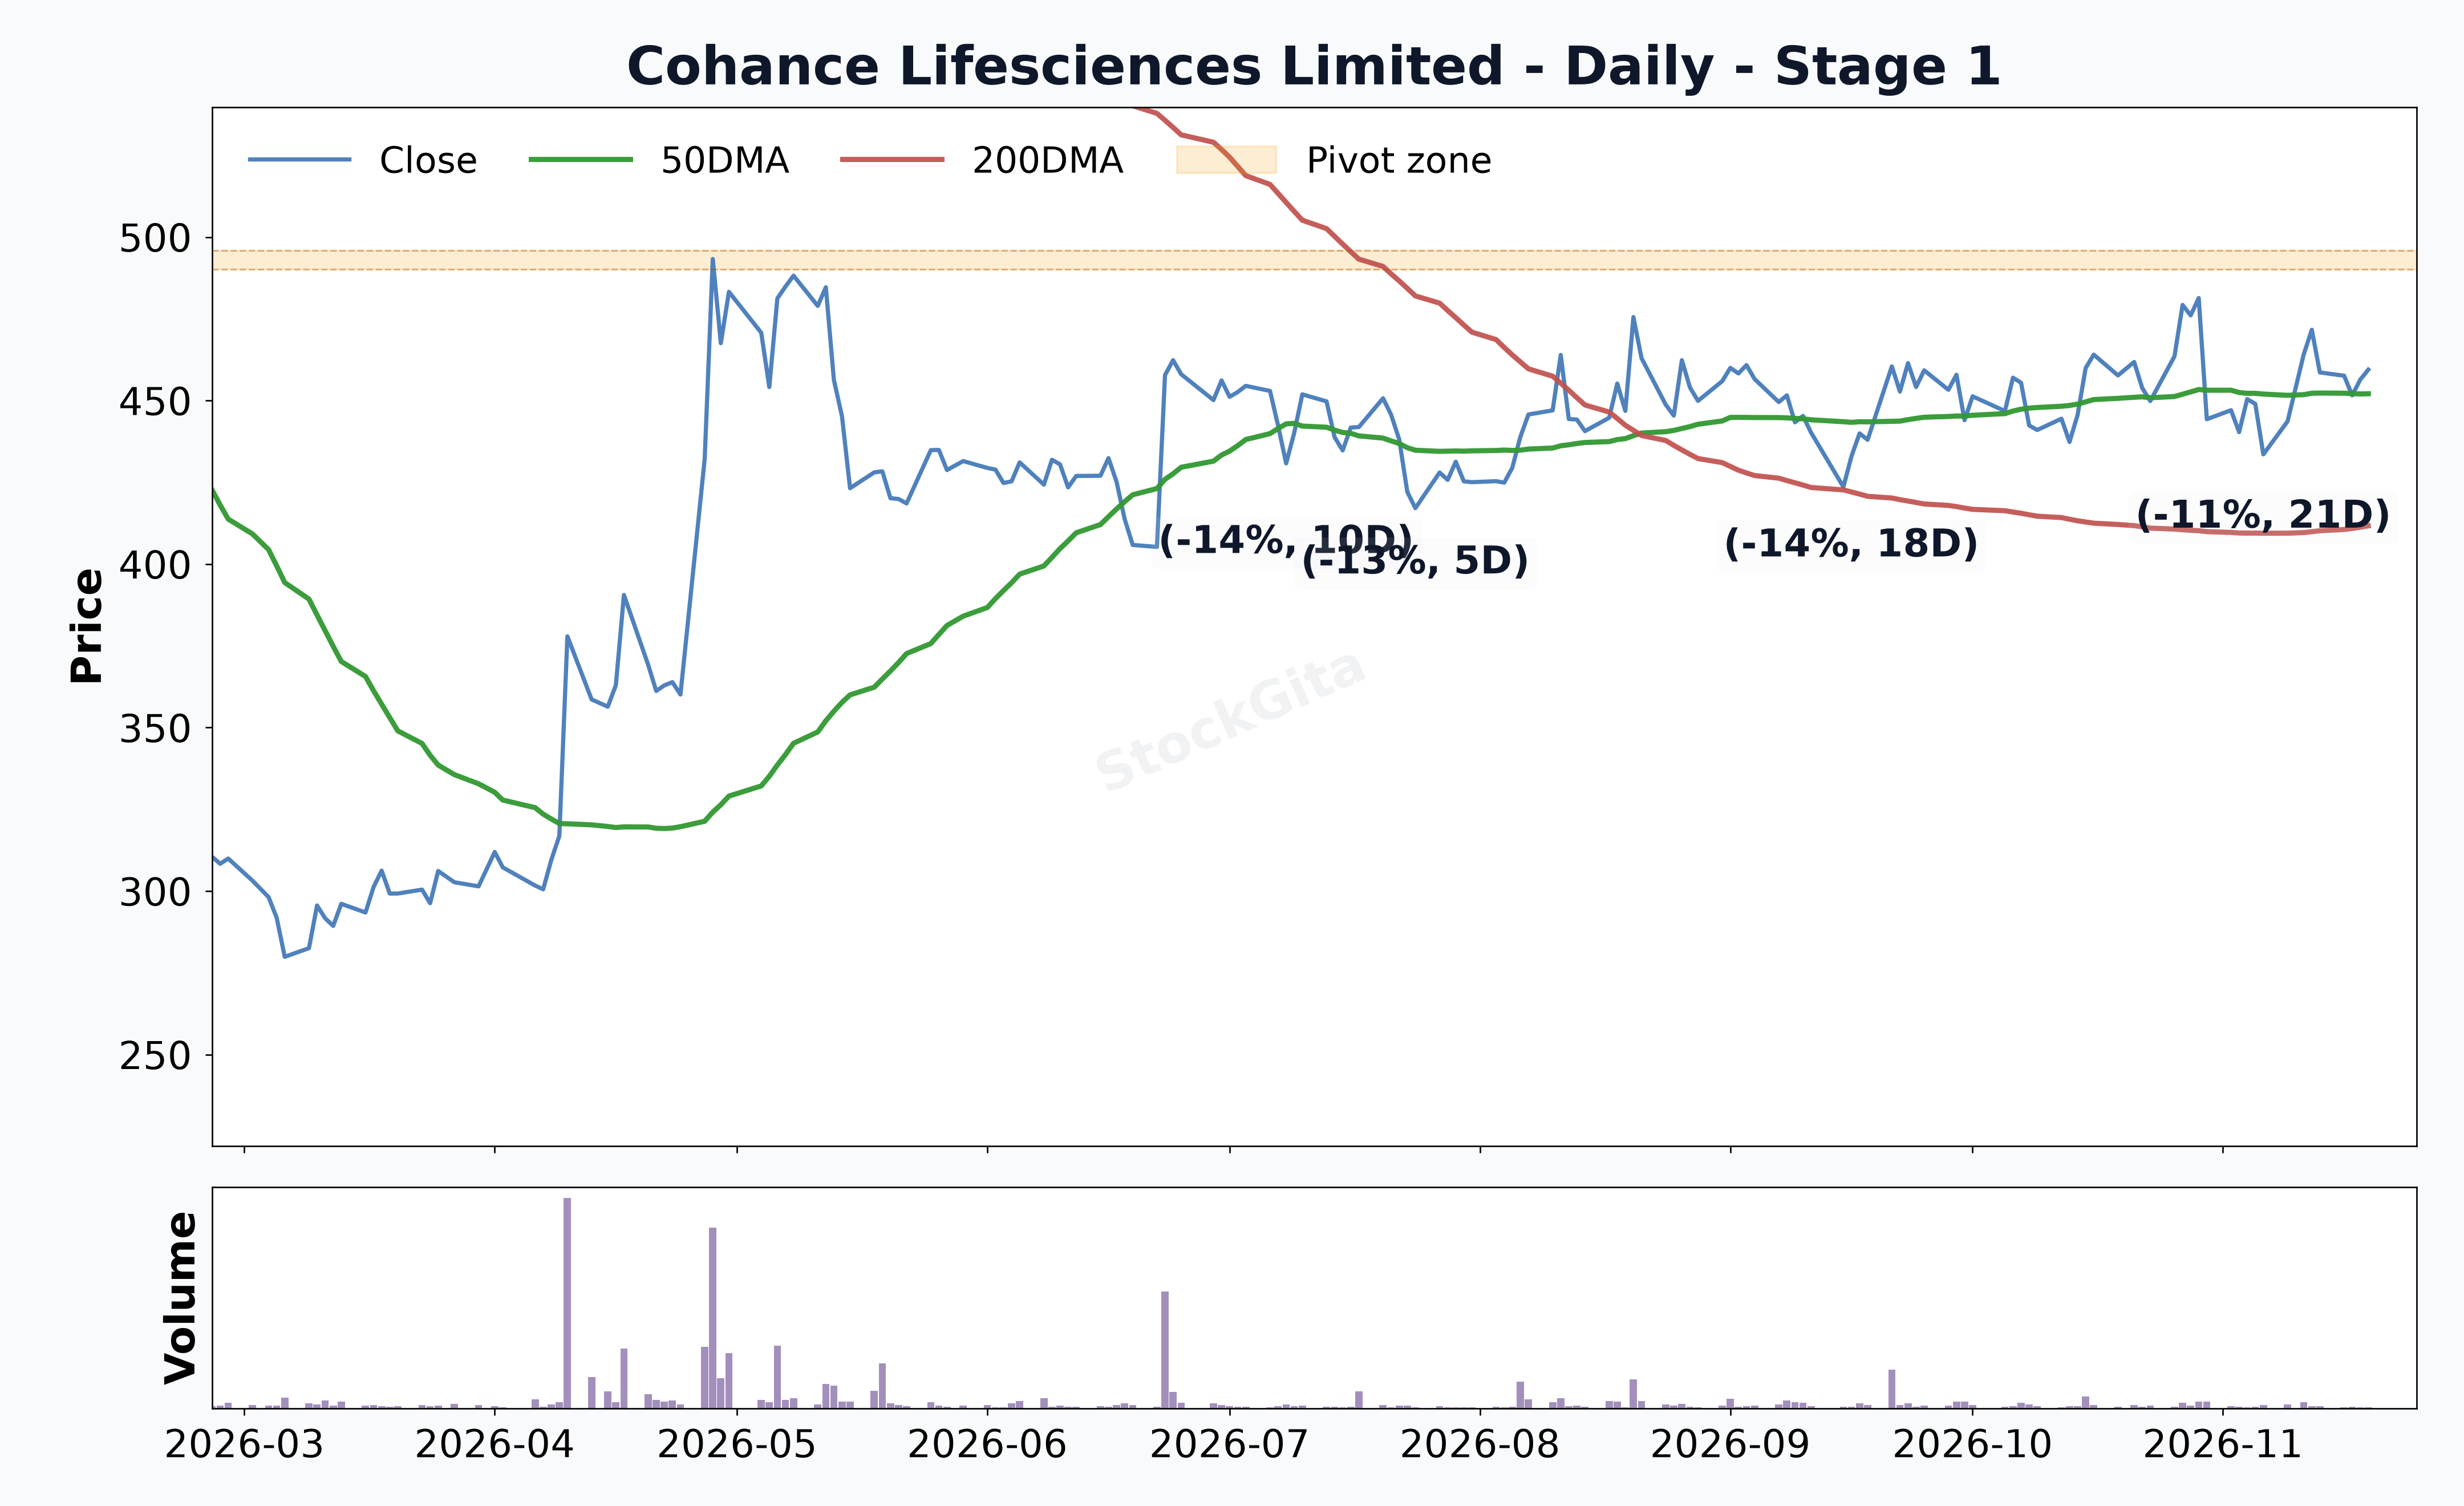 Cohance Lifesciences Limited - Daily - Stage 1
Close 50DMA 200DMA Pivot zone
Price
500
450
400
350
300
250
(-14%, 10D)
(-13%, 5D)
(-14%, 18D)
(-11%, 21D)
StockGita
Volume
2026-03 2026-04 2026-05 2026-06 2026-07 2026-08 2026-09 2026-10 2026-11